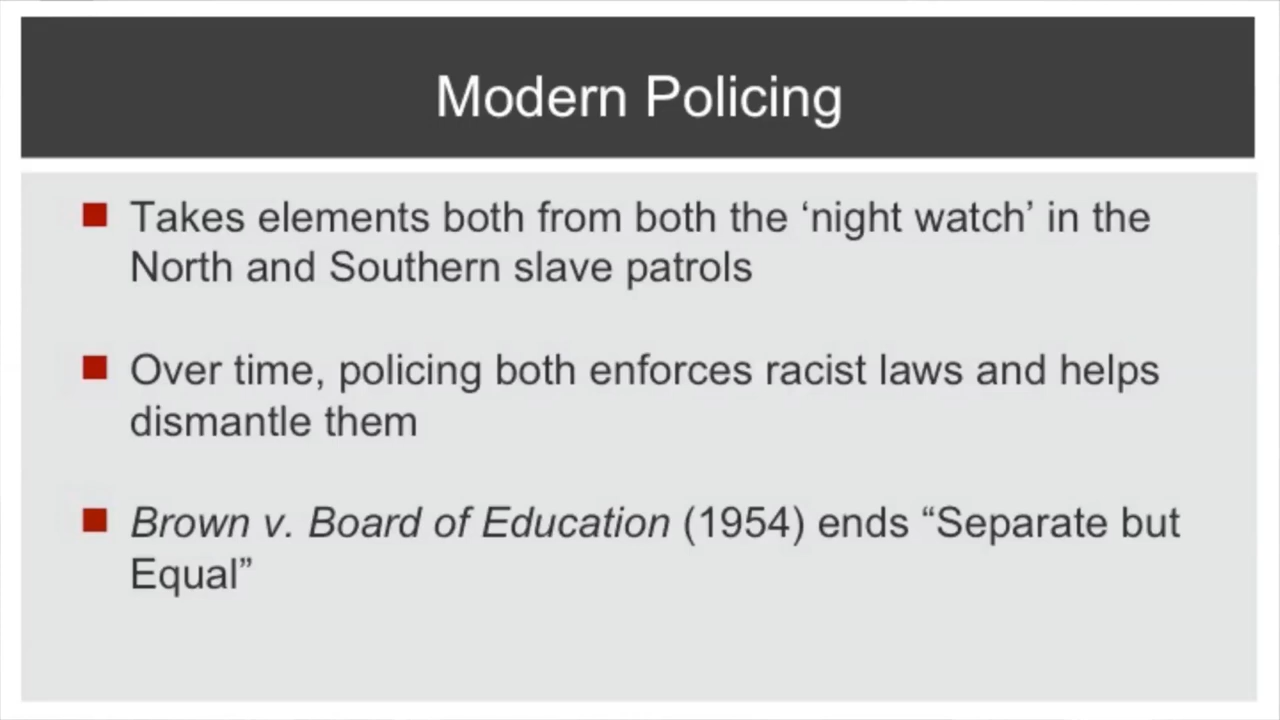 Modern Policing
Takes elements both from both the ‘night watch’ in the
North and Southern slave patrols
Over time, policing both enforces racist laws and helps
dismantle them
Brown v. Board of Education (1954) ends “Separate but
Equal”